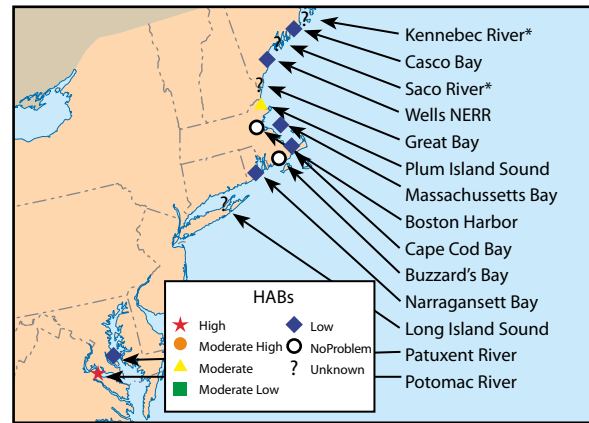 ?
Kennebec River*
Casco Bay
?
Saco River*
Wells NERR
?
Great Bay
Plum Island Sound
Massachussetts Bay
Boston Harbor
Cape Cod Bay
Buzzard's Bay
Narragansett Bay
?
Long Island Sound
Patuxent River
Potomac River
HABs
High
Moderate High
Moderate
Moderate Low
Low
NoProblem
? Unknown